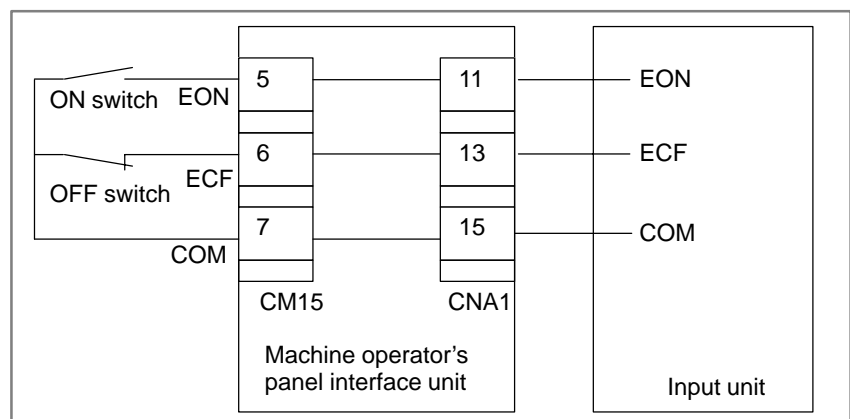 ON switch
EON
5
11
EON
OFF switch
ECF
6
13
ECF
COM
7
15
COM
CM15
CNA1
Machine operator's
panel interface unit
Input unit